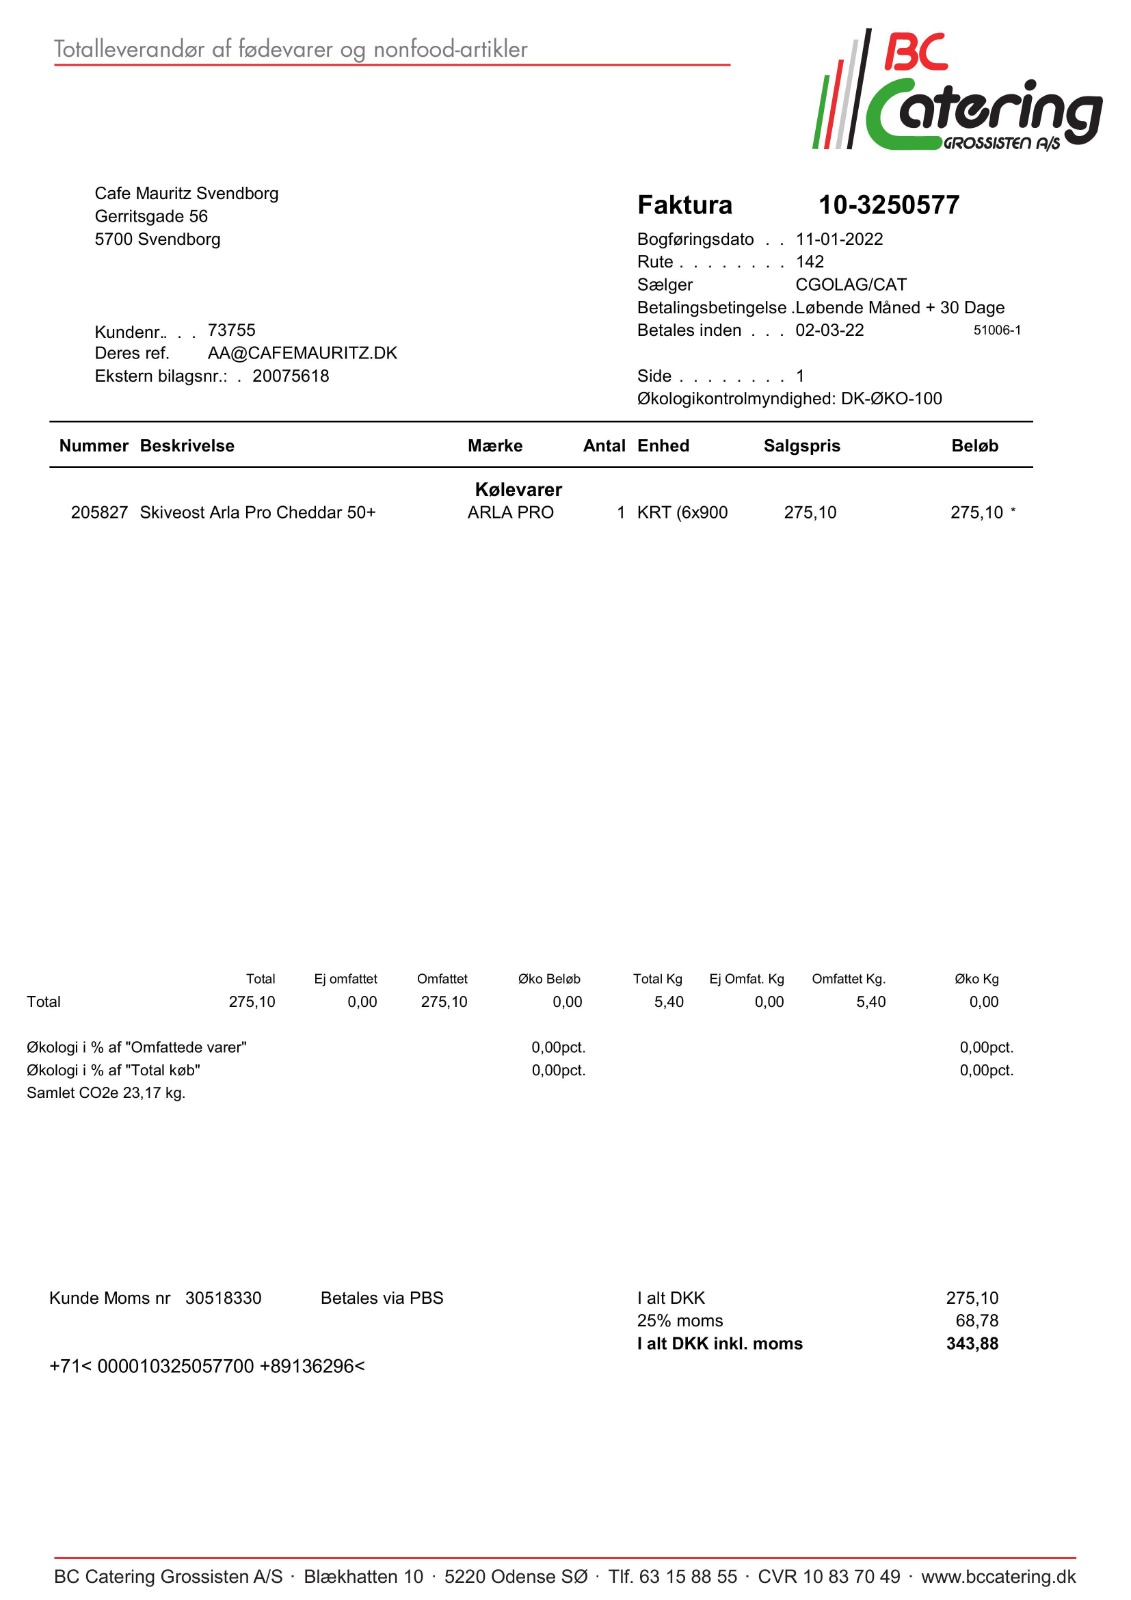 Totalleverandør af fødevarer og nonfood-artikler
BC
Catering
GROSSISTEN A/S
Cafe Mauritz Svendborg
Gerritsgade 56
5700 Svendborg
Faktura 10-3250577
Bogføringsdato . . 11-01-2022
Rute . . . . . . . . 142
Sælger CGOLAG/CAT
Betalingsbetingelse .Løbende Måned + 30 Dage
Kundenr.. . . 73755
Betales inden . . . 02-03-22 51006-1
Deres ref. AA@CAFEMAURITZ.DK
Ekstern bilagsnr.: . 20075618
Side . . . . . . . . 1
Økologikontrolmyndighed: DK-ØKO-100
Nummer Beskrivelse Mærke Antal Enhed Salgspris Beløb
Kølevarer
205827 Skiveost Arla Pro Cheddar 50+ ARLA PRO 1 KRT (6x900 275,10 275,10 *
Total Ej omfattet Omfattet Øko Beløb Total Kg Ej Omfat. Kg Omfattet Kg. Øko Kg
Total 275,10 0,00 275,10 0,00 5,40 0,00 5,40 0,00
Økologi i % af "Omfattede varer" 0,00pct. 0,00pct.
Økologi i % af "Total køb" 0,00pct. 0,00pct.
Samlet CO2e 23,17 kg.
Kunde Moms nr 30518330 Betales via PBS I alt DKK 275,10
25% moms 68,78
I alt DKK inkl. moms 343,88
+71< 000010325057700 +89136296<
BC Catering Grossisten A/S · Blækhatten 10 · 5220 Odense SØ · Tlf. 63 15 88 55 · CVR 10 83 70 49 · www.bccatering.dk